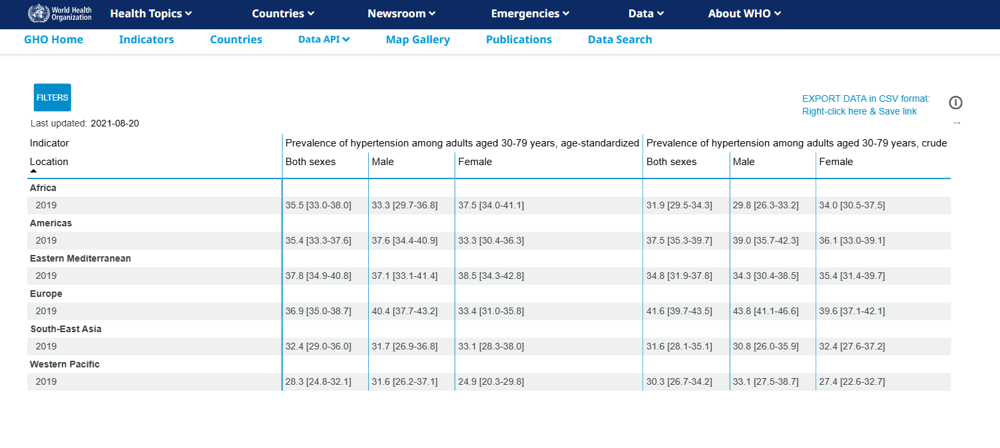 World Health Organization
Health Topics Countries Newsroom Emergencies Data About WHO
GHO Home Indicators Countries Data API Map Gallery Publications Data Search
FILTERS
EXPORT DATA in CSV format:
Right-click here & Save link
Last updated: 2021-08-20
Indicator Prevalence of hypertension among adults aged 30-79 years, age-standardized Prevalence of hypertension among adults aged 30-79 years, crude
Location Both sexes Male Female Both sexes Male Female
Africa
2019 35.5 [33.0-38.0] 33.3 [29.7-36.8] 37.5 [34.0-41.1] 31.9 [29.5-34.3] 29.8 [26.3-33.2] 34.0 [30.5-37.5]
Americas
2019 35.4 [33.3-37.6] 37.6 [34.4-40.9] 33.3 [30.4-36.3] 37.5 [35.3-39.7] 39.0 [35.7-42.3] 36.1 [33.0-39.1]
Eastern Mediterranean
2019 37.8 [34.9-40.8] 37.1 [33.1-41.4] 38.5 [34.3-42.8] 34.8 [31.9-37.8] 34.3 [30.4-38.5] 35.4 [31.4-39.7]
Europe
2019 36.9 [35.0-38.7] 40.4 [37.7-43.2] 33.4 [31.0-35.8] 41.6 [39.7-43.5] 43.8 [41.1-46.6] 39.6 [37.1-42.1]
South-East Asia
2019 32.4 [29.0-36.0] 31.7 [26.9-36.8] 33.1 [28.3-38.0] 31.6 [28.1-35.1] 30.8 [26.0-35.9] 32.4 [27.6-37.2]
Western Pacific
2019 28.3 [24.8-32.1] 31.6 [26.2-37.1] 24.9 [20.3-29.8] 30.3 [26.7-34.2] 33.1 [27.5-38.7] 27.4 [22.6-32.7]